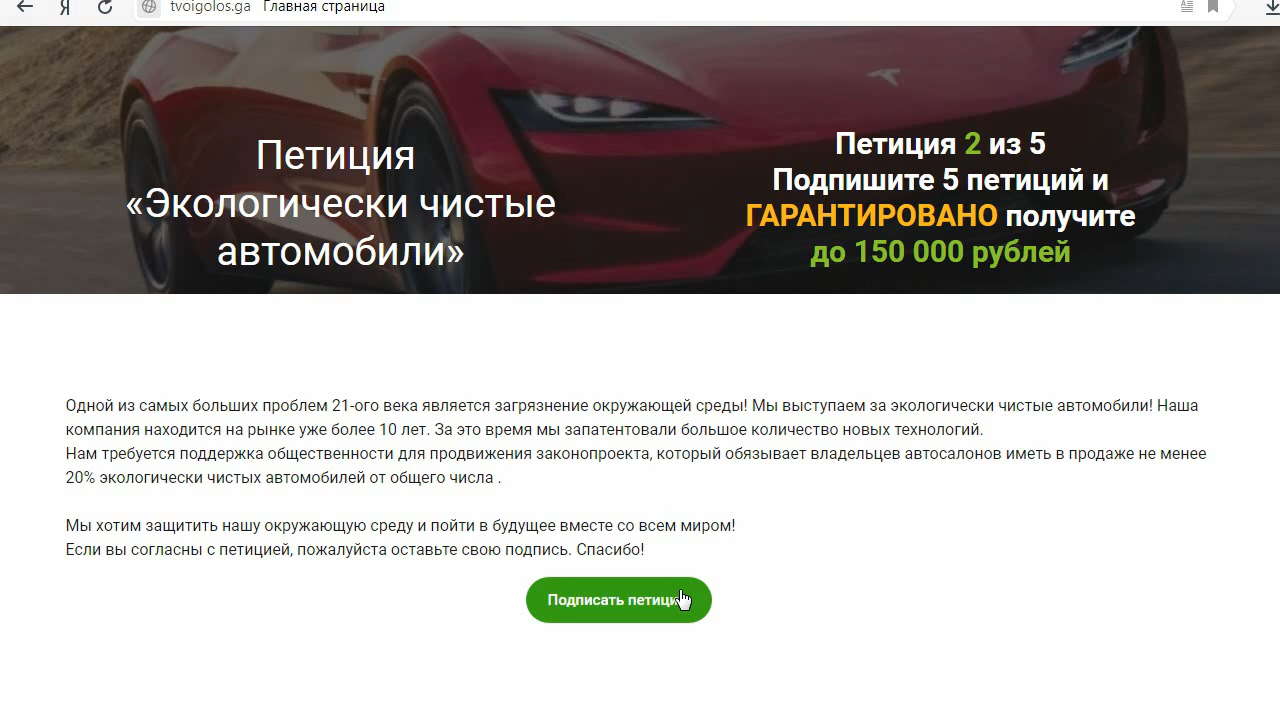 Я
tvoigolos.ga Главная страница
Петиция
«Экологически чистые
автомобили»
Петиция 2 из 5
Подпишите 5 петиций и
ГАРАНТИРОВАНО получите
до 150 000 рублей
Одной из самых больших проблем 21-ого века является загрязнение окружающей среды! Мы выступаем за экологически чистые автомобили! Наша
компания находится на рынке уже более 10 лет. За это время мы запатентовали большое количество новых технологий.
Нам требуется поддержка общественности для продвижения законопроекта, который обязывает владельцев автосалонов иметь в продаже не менее
20% экологически чистых автомобилей от общего числа .
Мы хотим защитить нашу окружающую среду и пойти в будущее вместе со всем миром!
Если вы согласны с петицией, пожалуйста оставьте свою подпись. Спасибо!
Подписать